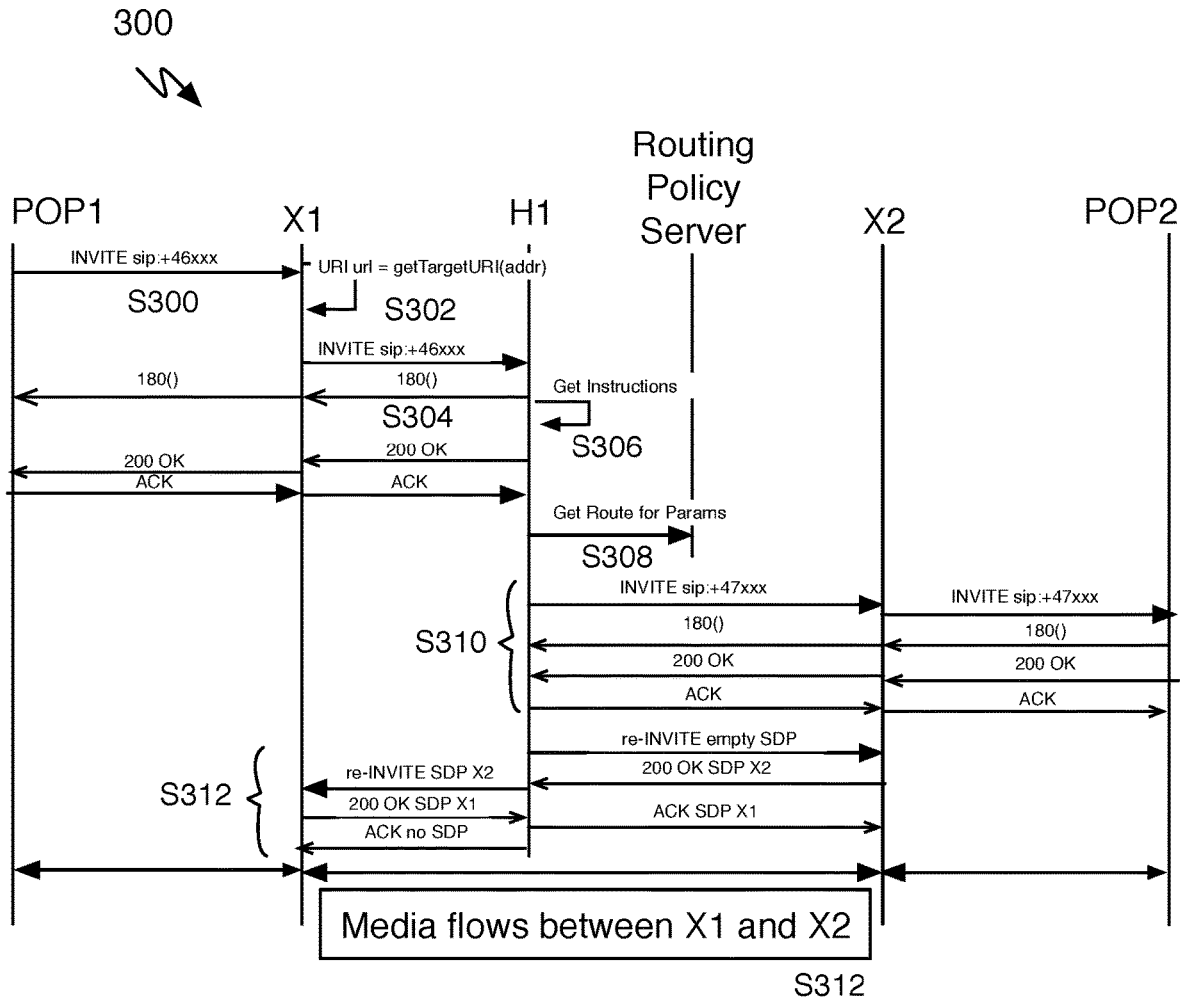 300
Routing
Policy
Server
POP1
X1
H1
X2
POP2
INVITE sip:+46xxx
URI url = getTargetURI(addr)
S300
S302
INVITE sip:+46xxx
180()
180()
Get Instructions
S304
S306
200 OK
200 OK
ACK
ACK
Get Route for Params
S308
INVITE sip:+47xxx
INVITE sip:+47xxx
180()
180()
S310
200 OK
200 OK
ACK
ACK
re-INVITE empty SDP
200 OK SDP X2
re-INVITE SDP X2
S312
200 OK SDP X1
ACK SDP X1
ACK no SDP
Media flows between X1 and X2
S312